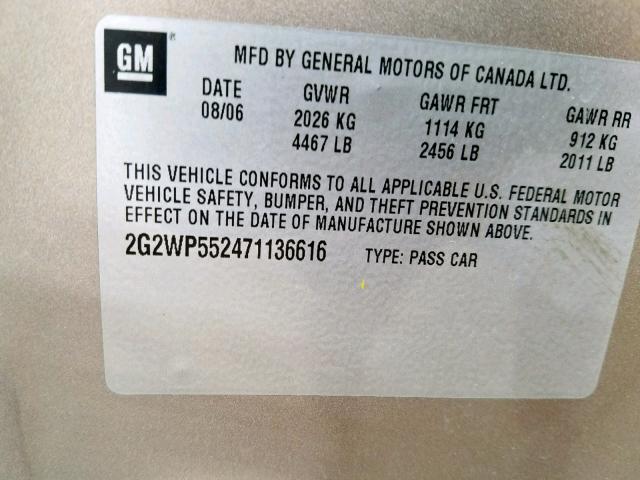 GM ®
MFD BY GENERAL MOTORS OF CANADA LTD.
DATE GVWR GAWR FRT GAWR RR
08/06 2026 KG 1114 KG 912 KG
4467 LB 2456 LB 2011 LB
THIS VEHICLE CONFORMS TO ALL APPLICABLE U.S. FEDERAL MOTOR
VEHICLE SAFETY, BUMPER, AND THEFT PREVENTION STANDARDS IN
EFFECT ON THE DATE OF MANUFACTURE SHOWN ABOVE.
2G2WP552471136616 TYPE: PASS CAR